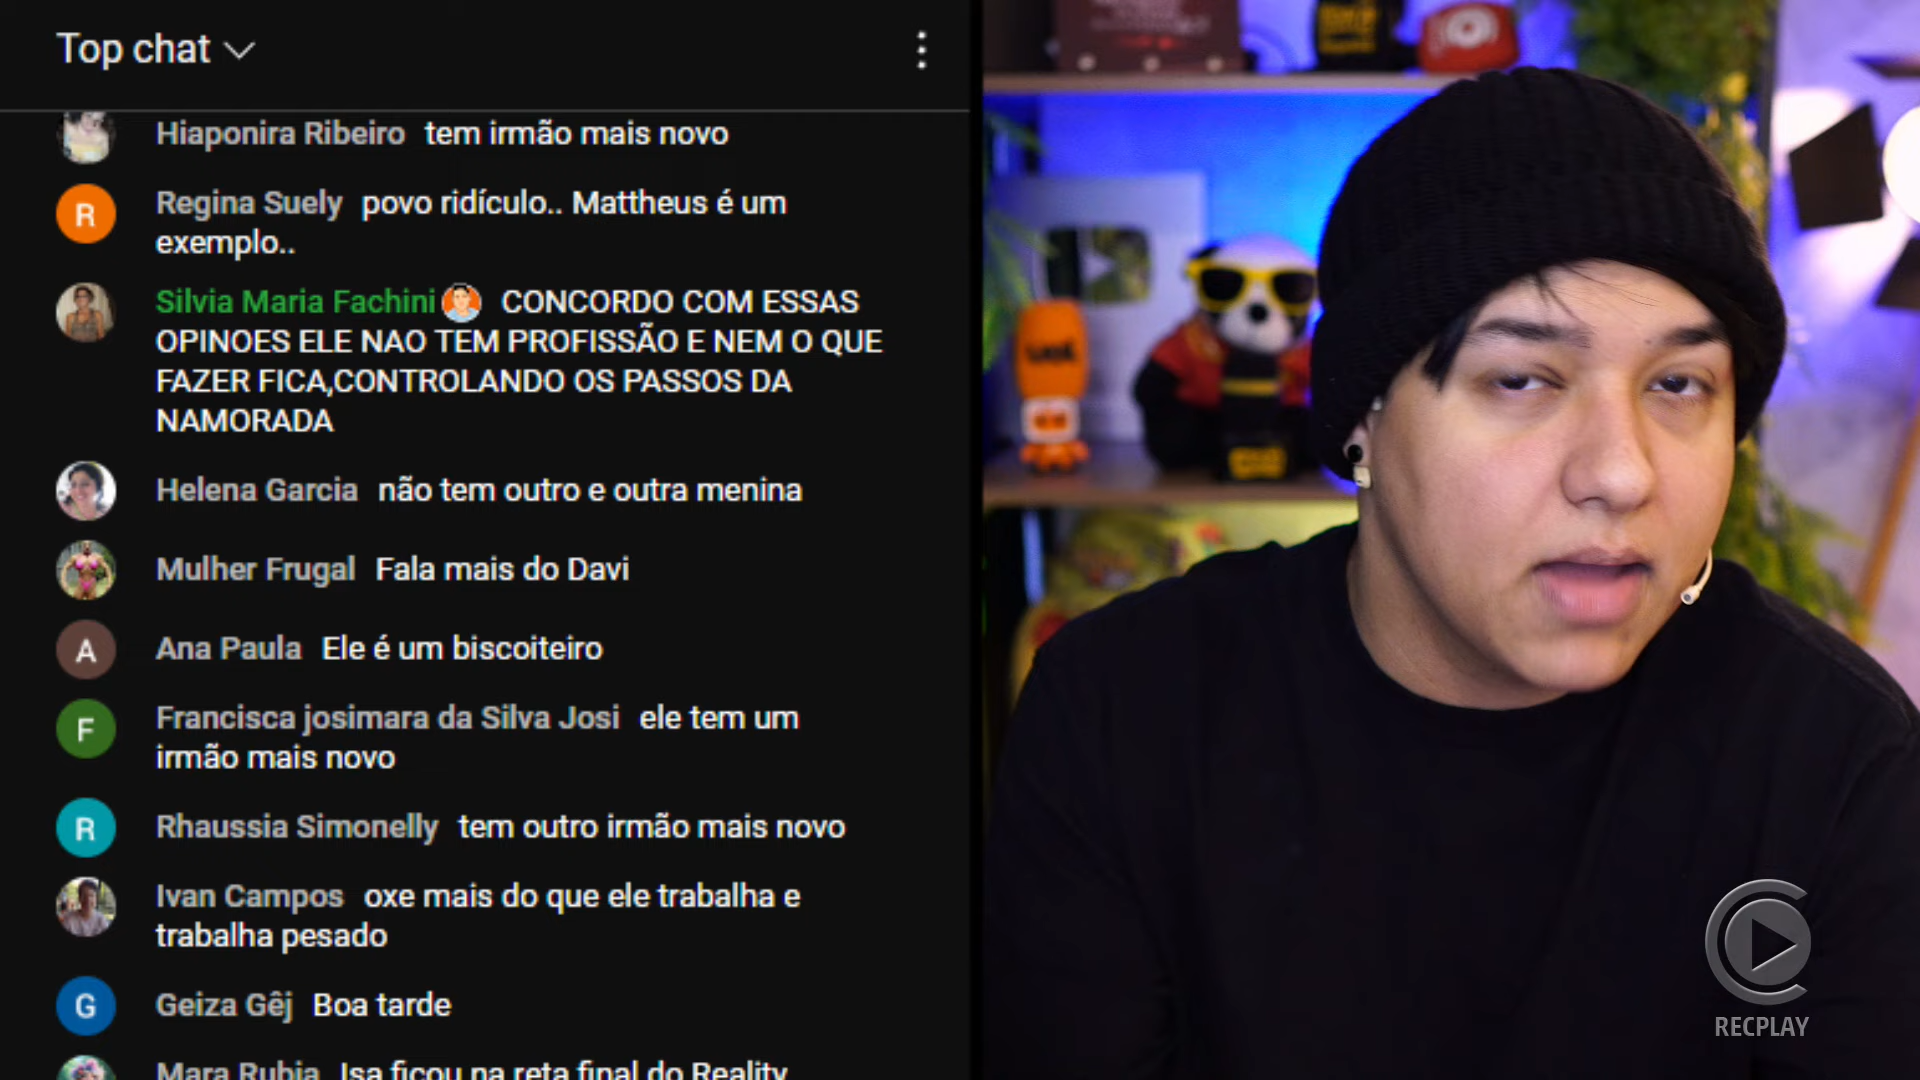 Top chat
Hiaponira Ribeiro tem irmão mais novo
R Regina Suely povo ridículo.. Mattheus é um
exemplo..
Silvia Maria Fachini CONCORDO COM ESSAS
OPINOES ELE NAO TEM PROFISSÃO E NEM O QUE
FAZER FICA,CONTROLANDO OS PASSOS DA
NAMORADA
Helena Garcia não tem outro e outra menina
Mulher Frugal Fala mais do Davi
A Ana Paula Ele é um biscoiteiro
F Francisca josimara da Silva Josi ele tem um
irmão mais novo
R Rhaussia Simonelly tem outro irmão mais novo
Ivan Campos oxe mais do que ele trabalha e
trabalha pesado
G Geiza Gêj Boa tarde
Mara Rubia Isa ficou na reta final do Reality
RECPLAY